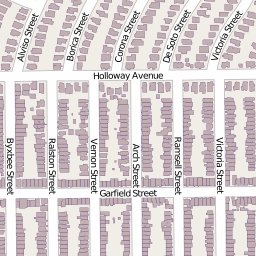 Alviso Street
Borica Street
Corona Street
De Soto Street
Victoria Street
Holloway Avenue
Byxbee Street
Ralston Street
Vernon Street
Arch Street
Ramsell Street
Victoria Street
Garfield Street